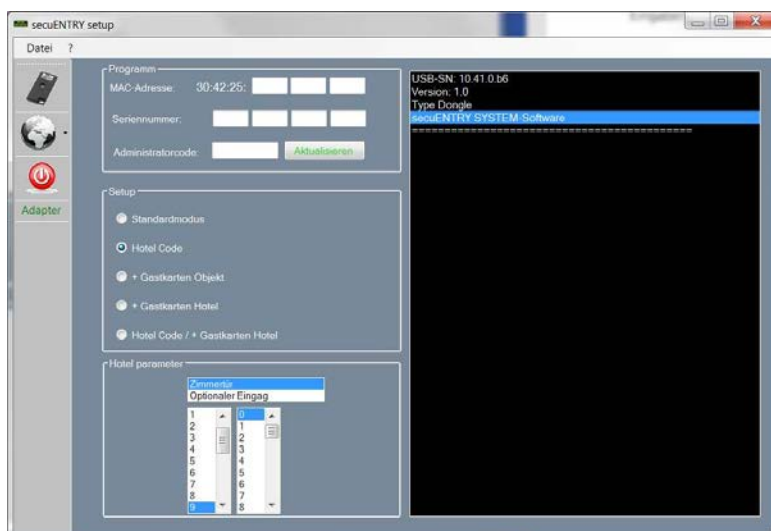 secuENTRY setup
Datei ?
Adapter
Programm
MAC-Adresse: 30:42:25:
Seriennummer:
Administratorcode: Aktualisieren
Setup
Standardmodus
Hotel Code
+ Gastkarten Objekt
+ Gastkarten Hotel
Hotel Code / + Gastkarten Hotel
Hotel parameter
Zimmertür
Optionaler Eingag
1 0
2 1
3 2
4 3
5 4
6 5
7 6
8 7
9 8
USB-SN: 10.41.0.b6
Version: 1.0
Type Dongle
secuENTRY SYSTEM-Software
===========================================